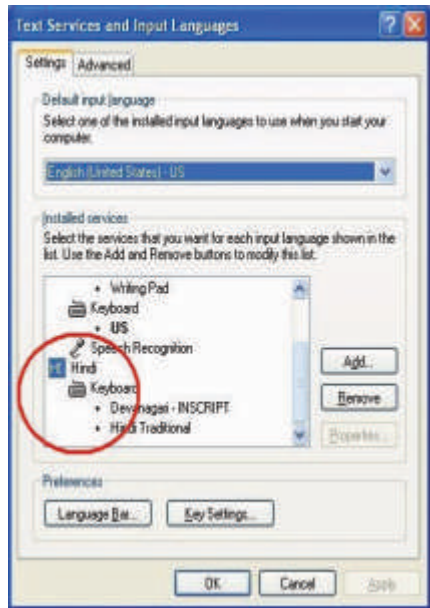 Text Services and Input Languages
Settings Advanced
Default input language
Select one of the installed input languages to use when you start your
computer.
English (United States) - US
Installed services
Select the services that you want for each input language shown in the
list. Use the Add and Remove buttons to modify this list.
• Writing Pad
Keyboard
• US
Speech Recognition
HI Hindi
Keyboard
• Devanagari - INSCRIPT
• Hindi Traditional
Add...
Remove
Properties...
Preferences
Language Bar... Key Settings...
OK Cancel Apply